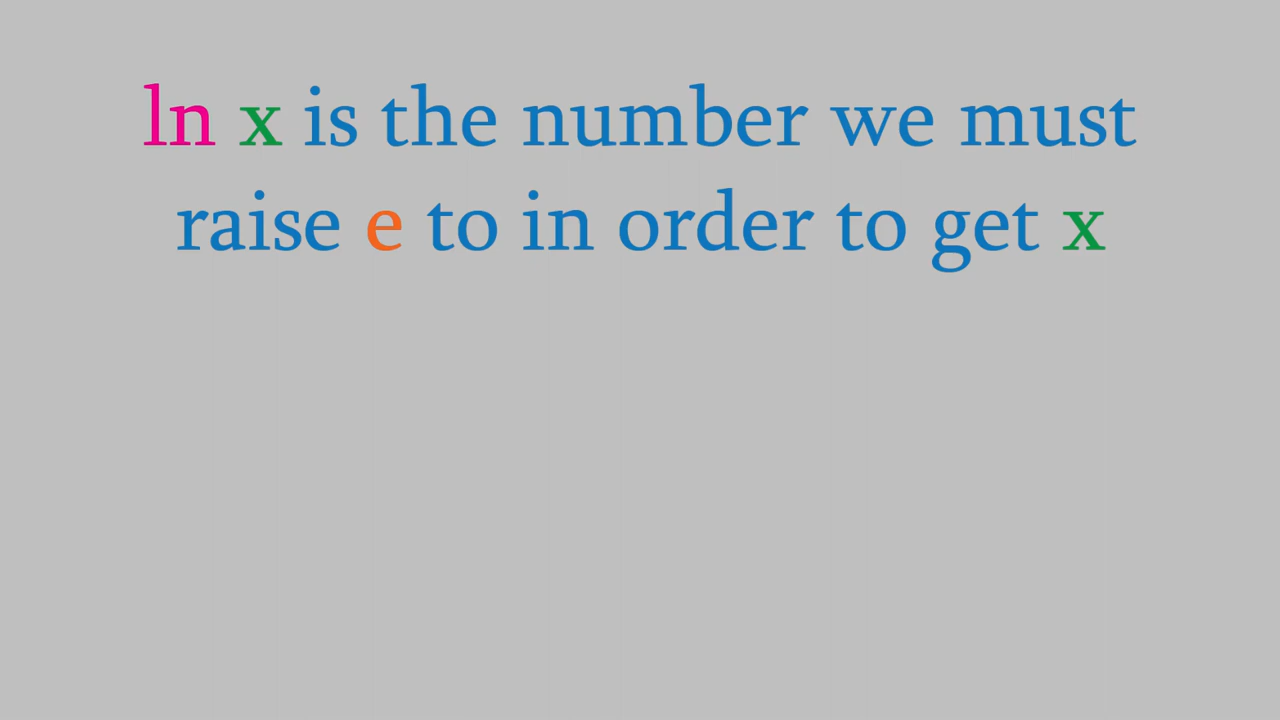 ln x is the number we must
raise e to in order to get x